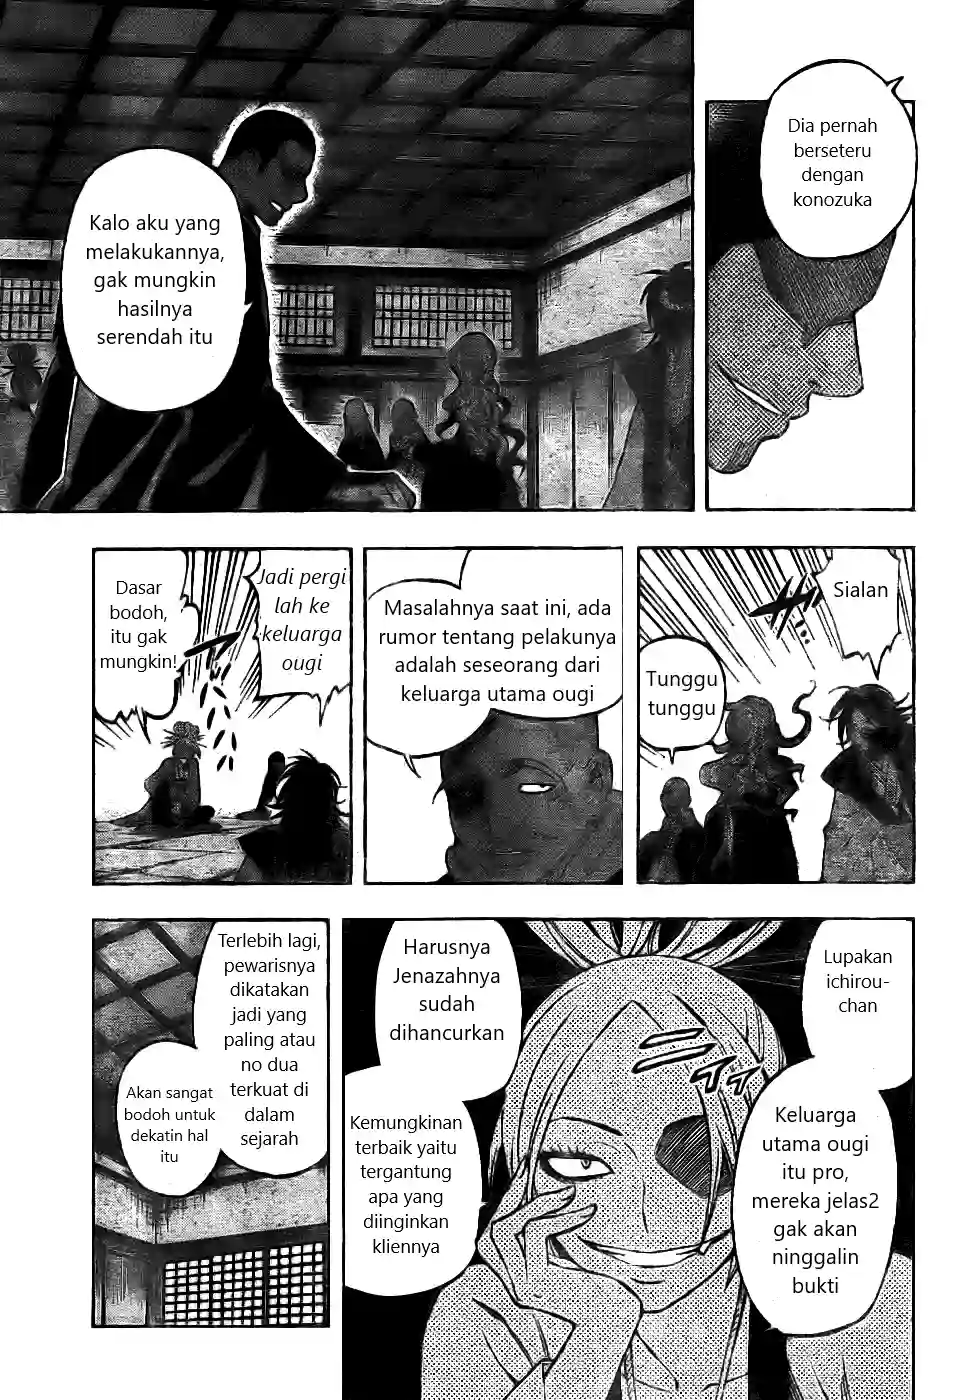 Dia pernah
berseteru
dengan
konozuka
Kalo aku yang
melakukannya,
gak mungkin
hasilnya
serendah itu
Sialan
Tunggu
tunggu
Masalahnya saat ini, ada
rumor tentang pelakunya
adalah seseorang dari
keluarga utama ougi
Jadi pergi
lah ke
keluarga
ougi
Dasar
bodoh,
itu gak
mungkin!
Lupakan
ichirou-
chan
Keluarga
utama ougi
itu pro,
mereka jelas2
gak akan
ninggalin
bukti
Harusnya
Jenazahnya
sudah
dihancurkan
Kemungkinan
terbaik yaitu
tergantung
apa yang
diinginkan
kliennya
Terlebih lagi,
pewarisnya
dikatakan
jadi yang
paling atau
no dua
terkuat di
dalam
sejarah
Akan sangat
bodoh untuk
dekatin hal
itu